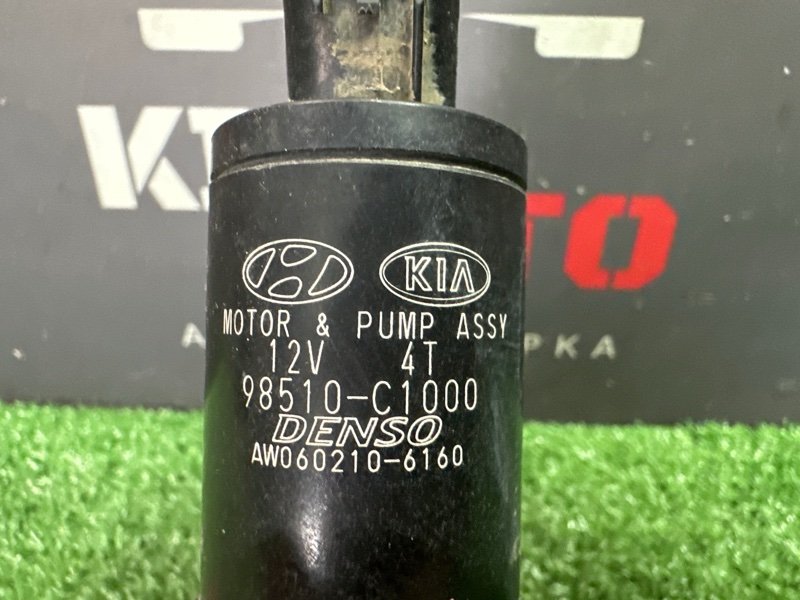 KIA
MOTOR & PUMP ASSY
12V 4T
98510-C1000
DENSO
AW060210-6160